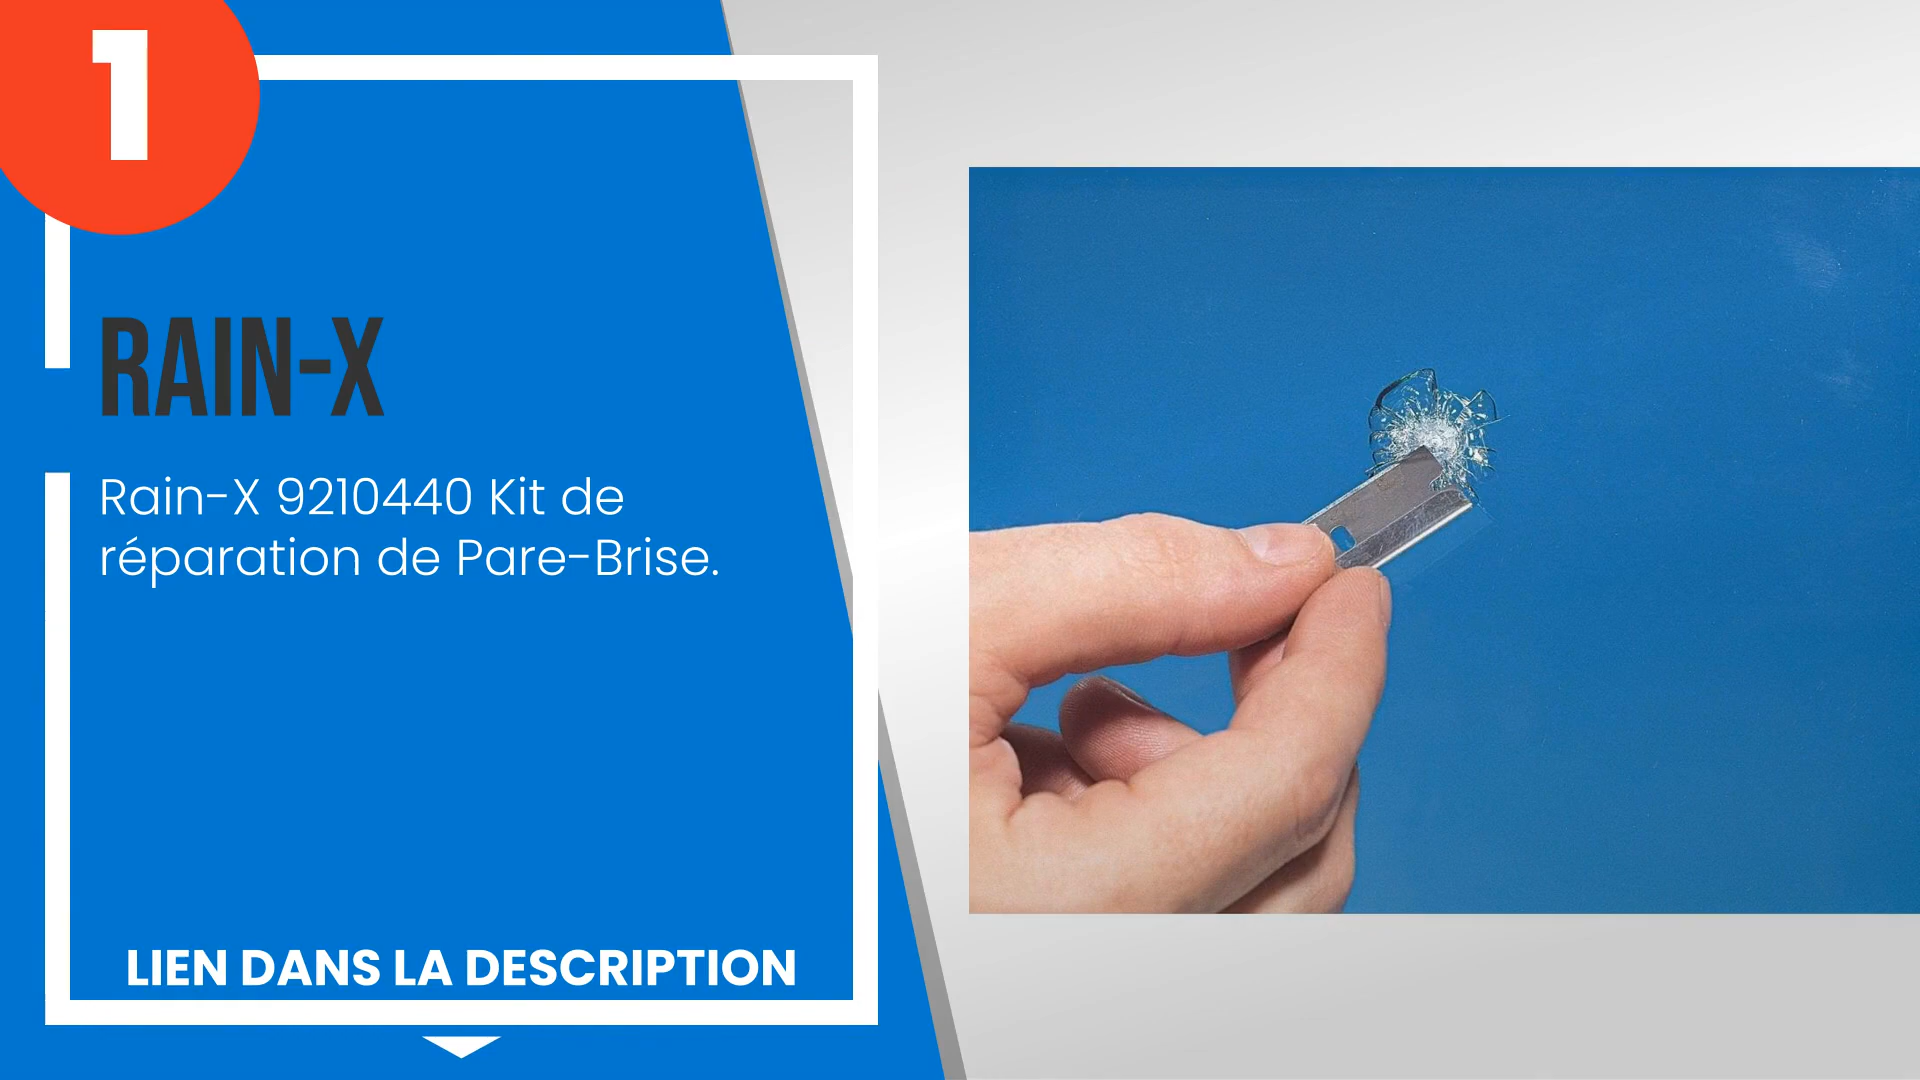 1
RAIN-X
Rain-X 9210440 Kit de
réparation de Pare-Brise.
LIEN DANS LA DESCRIPTION